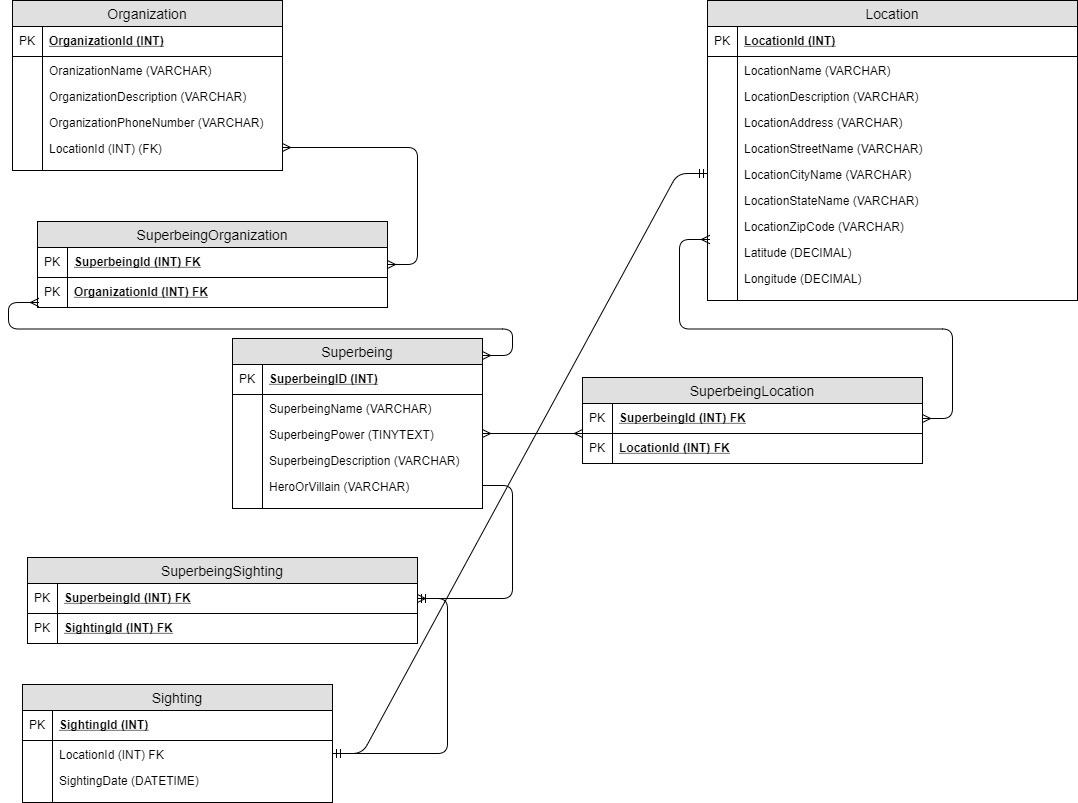 Organization
PK OrganizationId (INT)
OranizationName (VARCHAR)
OrganizationDescription (VARCHAR)
OrganizationPhoneNumber (VARCHAR)
LocationId (INT) (FK)
Location
PK LocationId (INT)
LocationName (VARCHAR)
LocationDescription (VARCHAR)
LocationAddress (VARCHAR)
LocationStreetName (VARCHAR)
LocationCityName (VARCHAR)
LocationStateName (VARCHAR)
LocationZipCode (VARCHAR)
Latitude (DECIMAL)
Longitude (DECIMAL)
SuperbeingOrganization
PK SuperbeingId (INT) FK
PK OrganizationId (INT) FK
Superbeing
PK SuperbeingID (INT)
SuperbeingName (VARCHAR)
SuperbeingPower (TINYTEXT)
SuperbeingDescription (VARCHAR)
HeroOrVillain (VARCHAR)
SuperbeingLocation
PK SuperbeingId (INT) FK
PK LocationId (INT) FK
SuperbeingSighting
PK SuperbeingId (INT) FK
PK SightingId (INT) FK
Sighting
PK SightingId (INT)
LocationId (INT) FK
SightingDate (DATETIME)